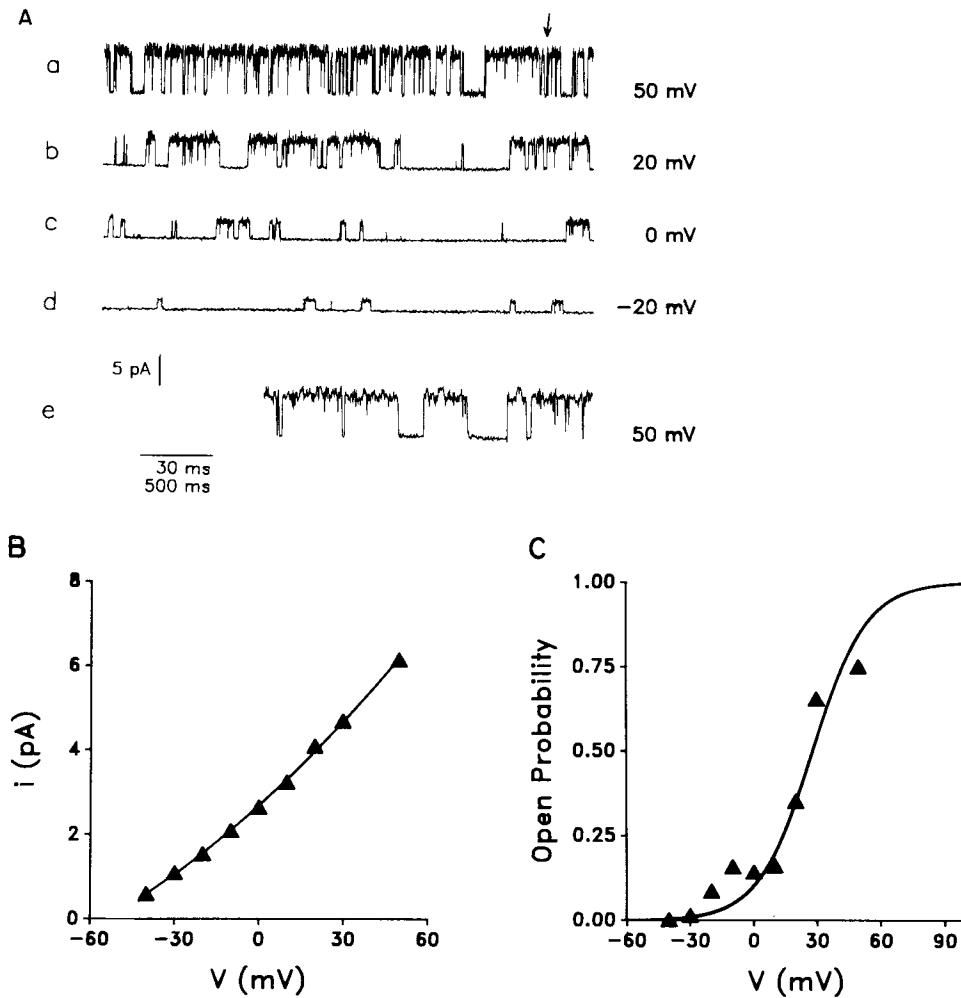 A
a
50 mV
b
20 mV
c
0 mV
d
−20 mV
5 pA
e
50 mV
30 ms
500 ms
B
8
6
4
2
0
−60
−30
0
30
60
i (pA)
V (mV)
C
1.00
0.75
0.50
0.25
0.00
−60
−30
0
30
60
90
Open Probability
V (mV)